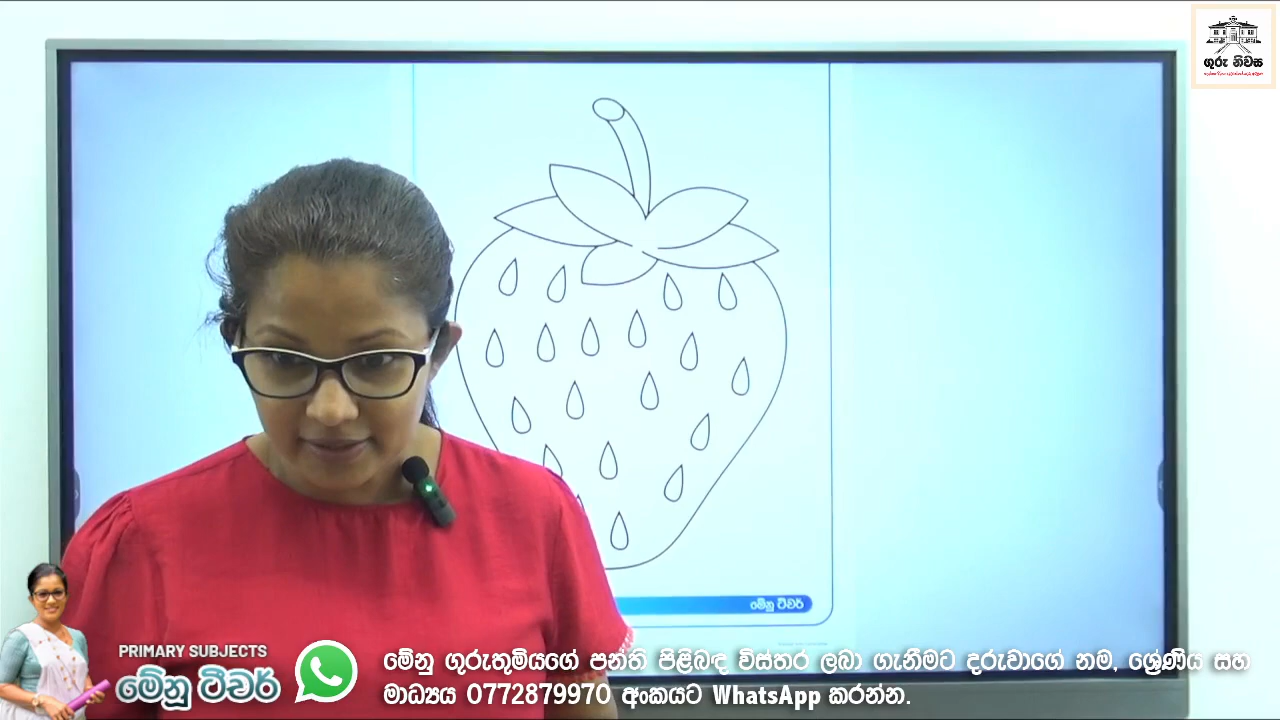 ගුරු නිවස
මේනු ටීචර්
PRIMARY SUBJECTS
මේනු ටීචර්
මේනු ගුරුතුමියගේ පන්ති පිළිබඳ විස්තර ලබා ගැනීමට දරුවාගේ නම, ශ්‍රේණිය සහ
මාධ්‍යය 0772879970 අංකයට WhatsApp කරන්න.